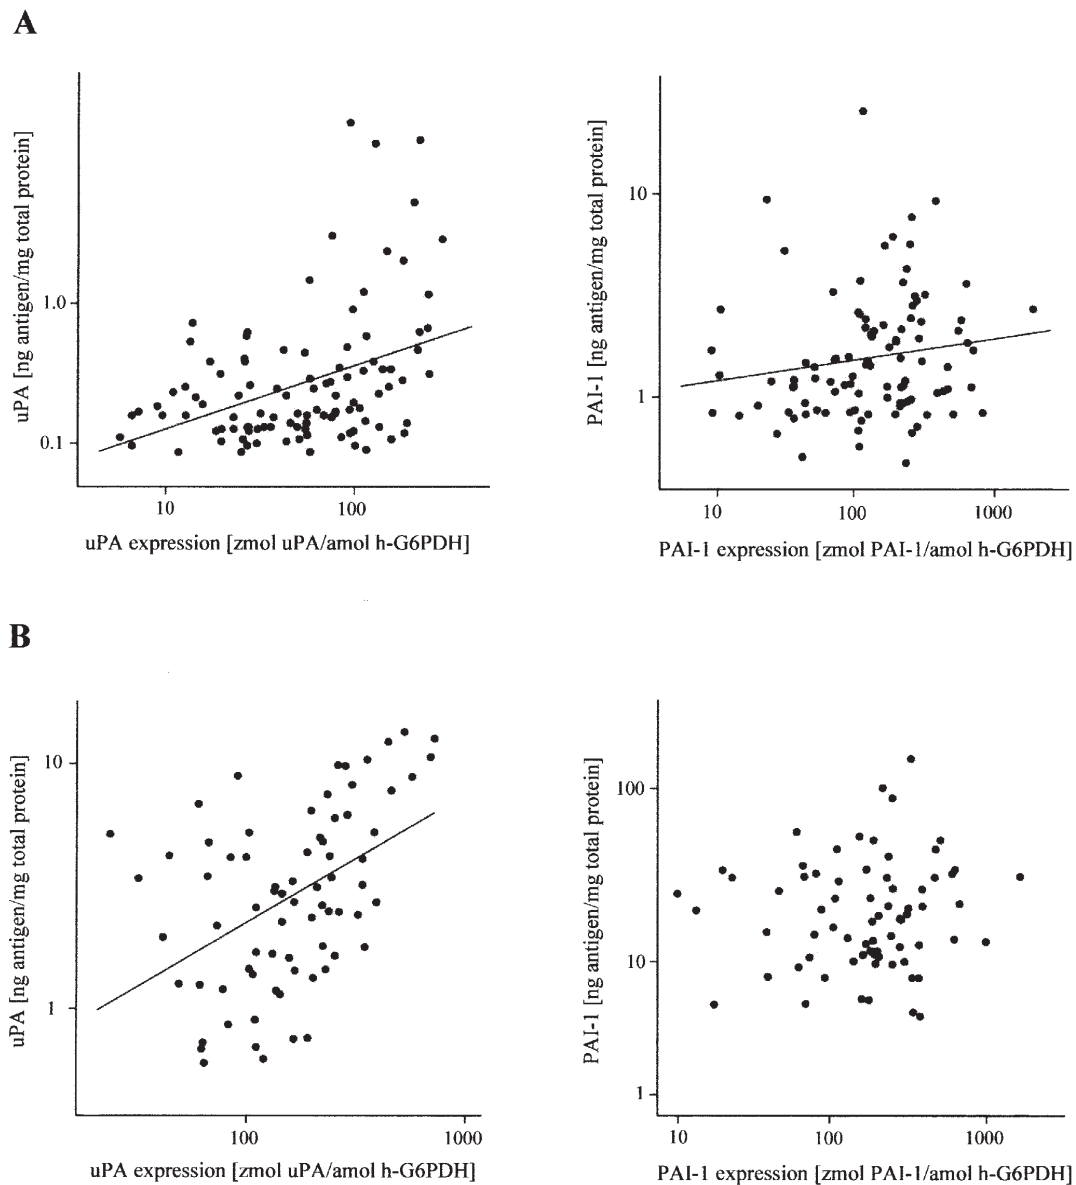 A
uPA [ng antigen/mg total protein]
1.0
0.1
10
100
uPA expression [zmol uPA/amol h-G6PDH]
PAI-1 [ng antigen/mg total protein]
10
1
10
100
1000
PAI-1 expression [zmol PAI-1/amol h-G6PDH]
B
uPA [ng antigen/mg total protein]
10
1
100
1000
uPA expression [zmol uPA/amol h-G6PDH]
PAI-1 [ng antigen/mg total protein]
100
10
1
10
100
1000
PAI-1 expression [zmol PAI-1/amol h-G6PDH]